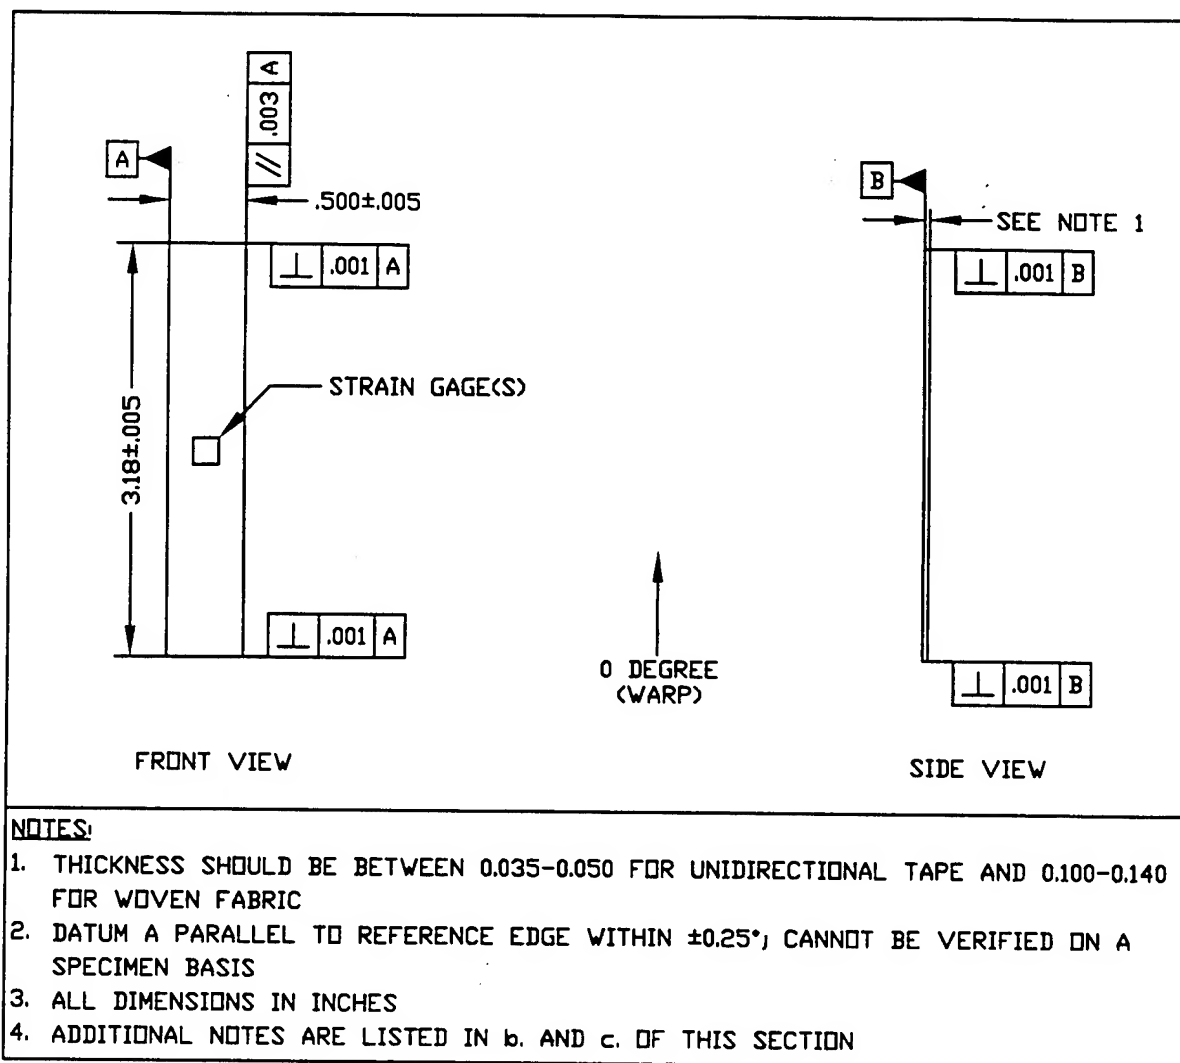 // .003 A
A
.500±.005
⊥ .001 A
3.18±.005
STRAIN GAGE(S)
⊥ .001 A
FRONT VIEW
0 DEGREE
(WARP)
B
SEE NOTE 1
⊥ .001 B
⊥ .001 B
SIDE VIEW
NOTES:
1. THICKNESS SHOULD BE BETWEEN 0.035-0.050 FOR UNIDIRECTIONAL TAPE AND 0.100-0.140
FOR WOVEN FABRIC
2. DATUM A PARALLEL TO REFERENCE EDGE WITHIN ±0.25°; CANNOT BE VERIFIED ON A
SPECIMEN BASIS
3. ALL DIMENSIONS IN INCHES
4. ADDITIONAL NOTES ARE LISTED IN b. AND c. OF THIS SECTION